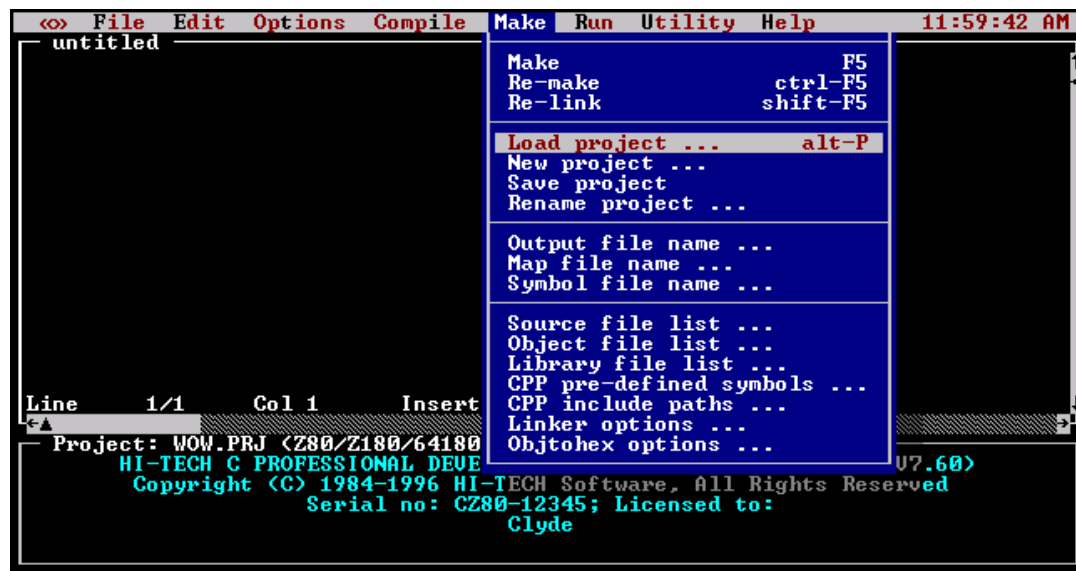 «» File Edit Options Compile Make Run Utility Help 11:59:42 AM
untitled
Make F5
Re-make ctrl-F5
Re-link shift-F5
Load project ... alt-P
New project ...
Save project
Rename project ...
Output file name ...
Map file name ...
Symbol file name ...
Source file list ...
Object file list ...
Library file list ...
CPP pre-defined symbols ...
CPP include paths ...
Linker options ...
Objtohex options ...
Line 1/1 Col 1 Insert
Project: WOW.PRJ (Z80/Z180/64180
HI-TECH C PROFESSIONAL DEVE V7.60)
Copyright (C) 1984-1996 HI-TECH Software, All Rights Reserved
Serial no: CZ80-12345; Licensed to:
Clyde